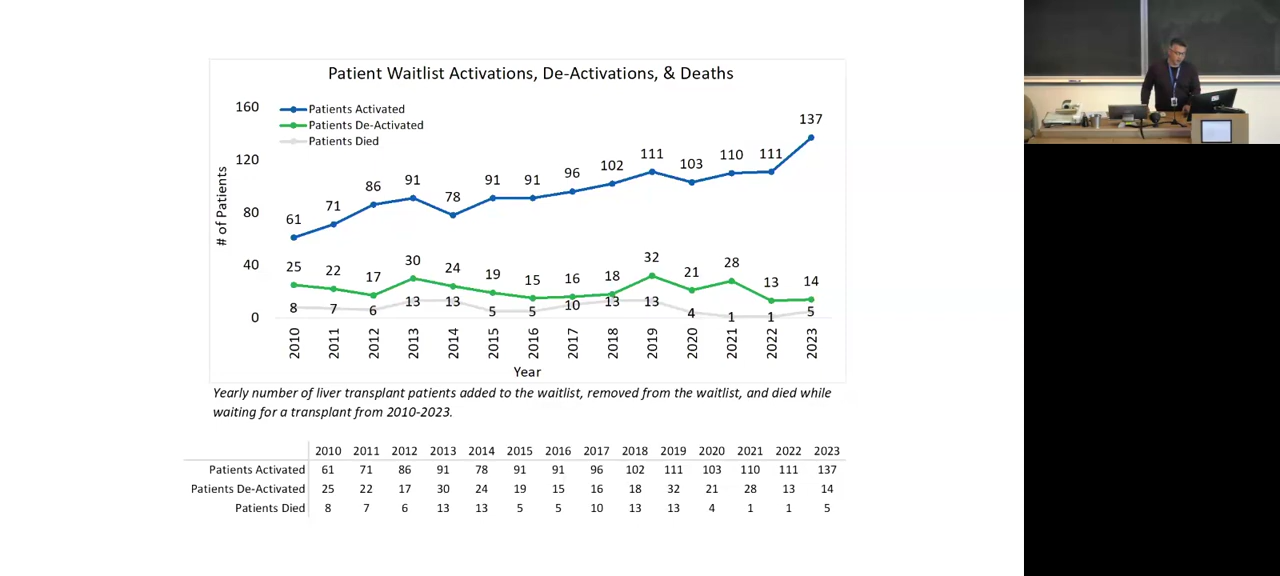 Patient Waitlist Activations, De-Activations, & Deaths
160
120
80
40
0
# of Patients
Patients Activated
Patients De-Activated
Patients Died
61 71 86 91 78 91 91 96 102 111 103 110 111 137
25 22 17 30 24 19 15 16 18 32 21 28 13 14
8 7 6 13 13 5 5 10 13 13 4 1 1 5
2010 2011 2012 2013 2014 2015 2016 2017 2018 2019 2020 2021 2022 2023
Year
Yearly number of liver transplant patients added to the waitlist, removed from the waitlist, and died while
waiting for a transplant from 2010-2023.
2010 2011 2012 2013 2014 2015 2016 2017 2018 2019 2020 2021 2022 2023
Patients Activated 61 71 86 91 78 91 91 96 102 111 103 110 111 137
Patients De-Activated 25 22 17 30 24 19 15 16 18 32 21 28 13 14
Patients Died 8 7 6 13 13 5 5 10 13 13 4 1 1 5